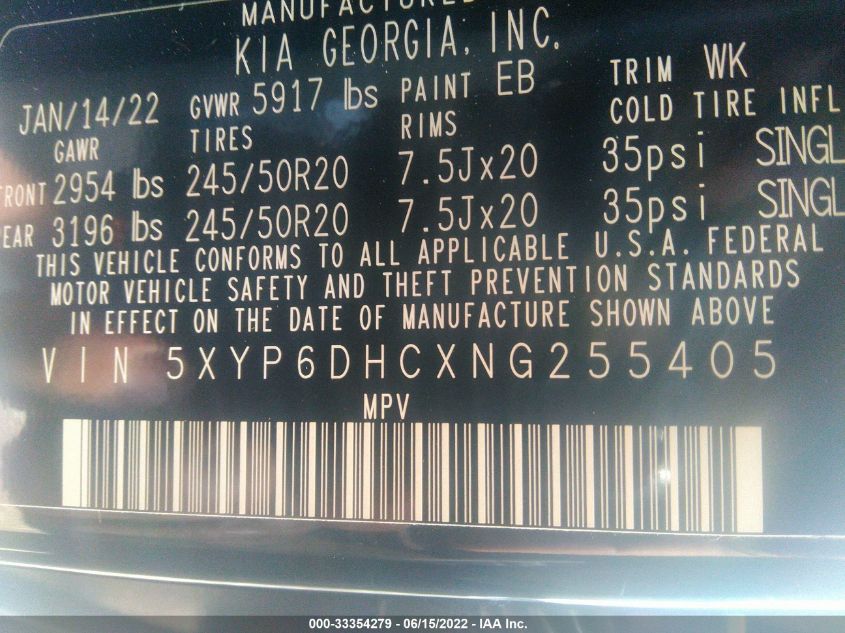 MANUFACTURED
KIA GEORGIA, INC.
JAN/14/22 GVWR 5917 lbs PAINT EB TRIM WK
GAWR TIRES RIMS COLD TIRE INFL
FRONT 2954 lbs 245/50R20 7.5Jx20 35psi SINGL
REAR 3196 lbs 245/50R20 7.5Jx20 35psi SINGL
THIS VEHICLE CONFORMS TO ALL APPLICABLE U.S.A. FEDERAL
MOTOR VEHICLE SAFETY AND THEFT PREVENTION STANDARDS
IN EFFECT ON THE DATE OF MANUFACTURE SHOWN ABOVE
VIN 5XYP6DHCXNG255405
MPV
000-33354279 - 06/15/2022 - IAA Inc.